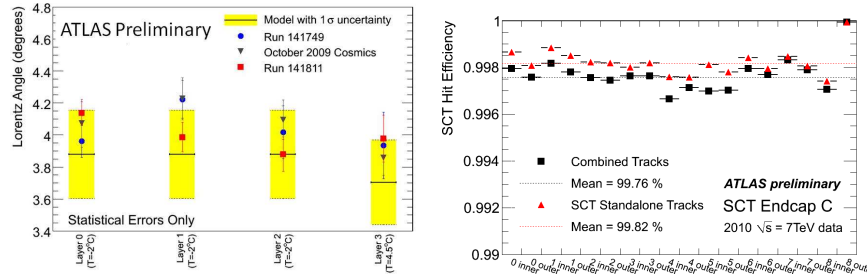 4.8
4.6
4.4
4.2
4
3.8
3.6
3.4
Lorentz Angle (degrees)
ATLAS Preliminary
Model with 1 σ uncertainty
Run 141749
October 2009 Cosmics
Run 141811
Statistical Errors Only
Layer 0
(T=-2°C)
Layer 1
(T=-2°C)
Layer 2
(T=-2°C)
Layer 3
(T=4.5°C)
1
0.998
0.996
0.994
0.992
0.99
SCT Hit Efficiency
Combined Tracks
Mean = 99.76 %
SCT Standalone Tracks
Mean = 99.82 %
ATLAS preliminary
SCT Endcap C
2010 √s = 7TeV data
0 inner
0 outer
1 inner
1 outer
2 inner
2 outer
3 inner
3 outer
4 inner
4 outer
5 inner
5 outer
6 inner
6 outer
7 inner
7 outer
8 inner
8 outer